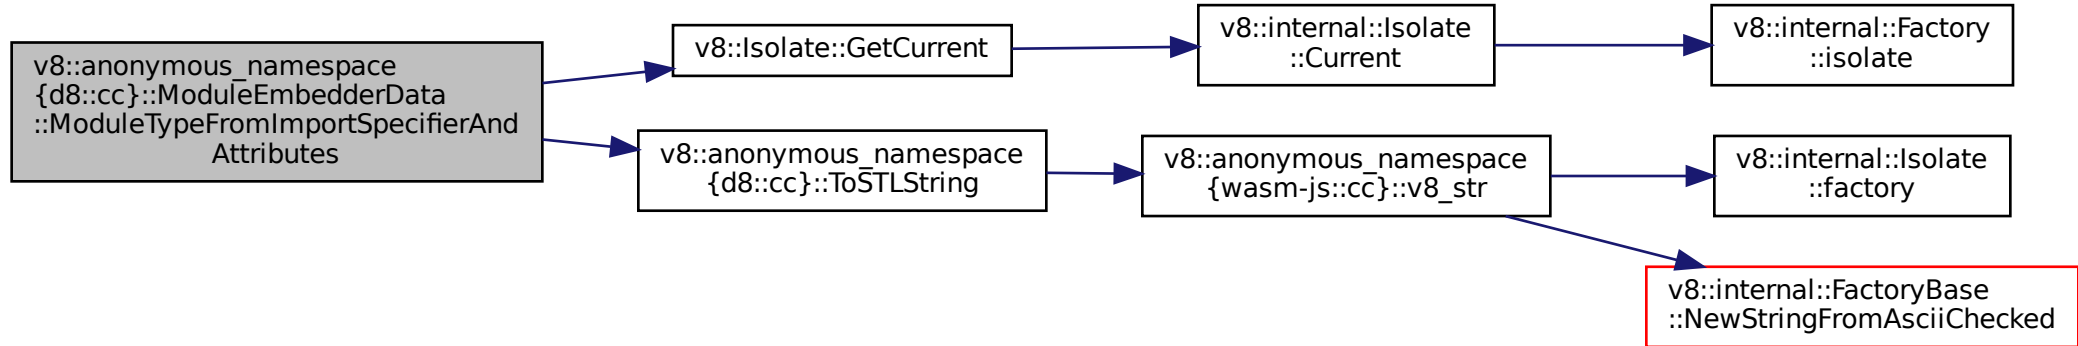 v8::anonymous_namespace
{d8::cc}::ModuleEmbedderData
::ModuleTypeFromImportSpecifierAnd
Attributes
v8::Isolate::GetCurrent
v8::internal::Isolate
::Current
v8::internal::Factory
::isolate
v8::anonymous_namespace
{d8::cc}::ToSTLString
v8::anonymous_namespace
{wasm-js::cc}::v8_str
v8::internal::Isolate
::factory
v8::internal::FactoryBase
::NewStringFromAsciiChecked